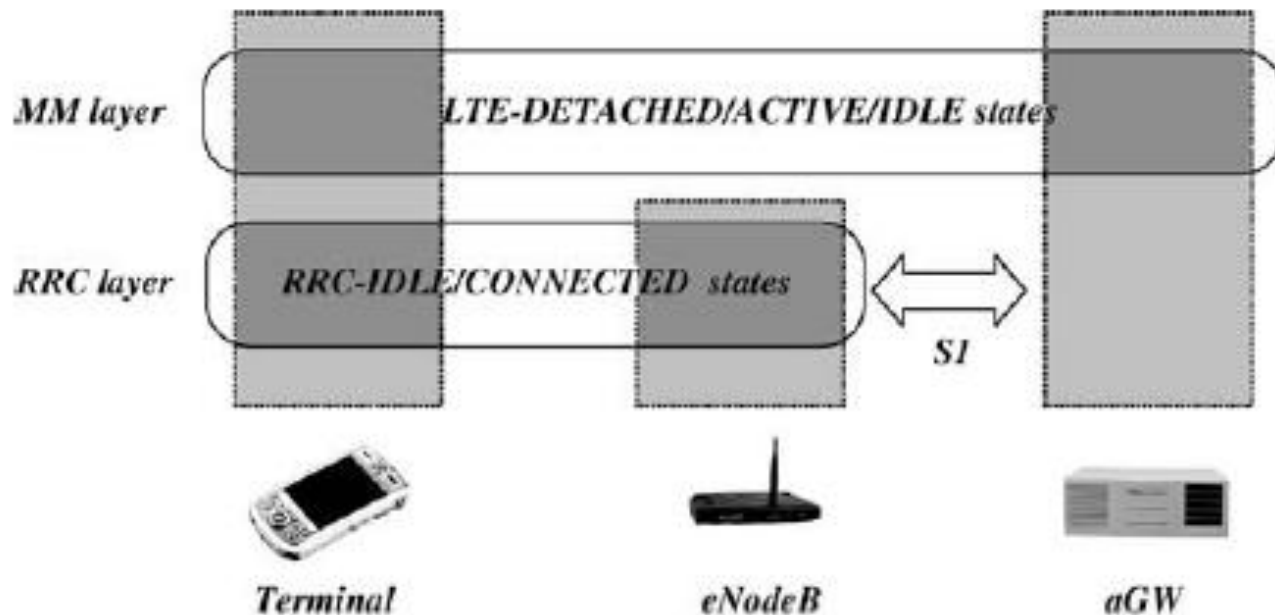 MM layer
LTE-DETACHED/ACTIVE/IDLE states
RRC layer
RRC-IDLE/CONNECTED states
S1
Terminal
eNodeB
aGW